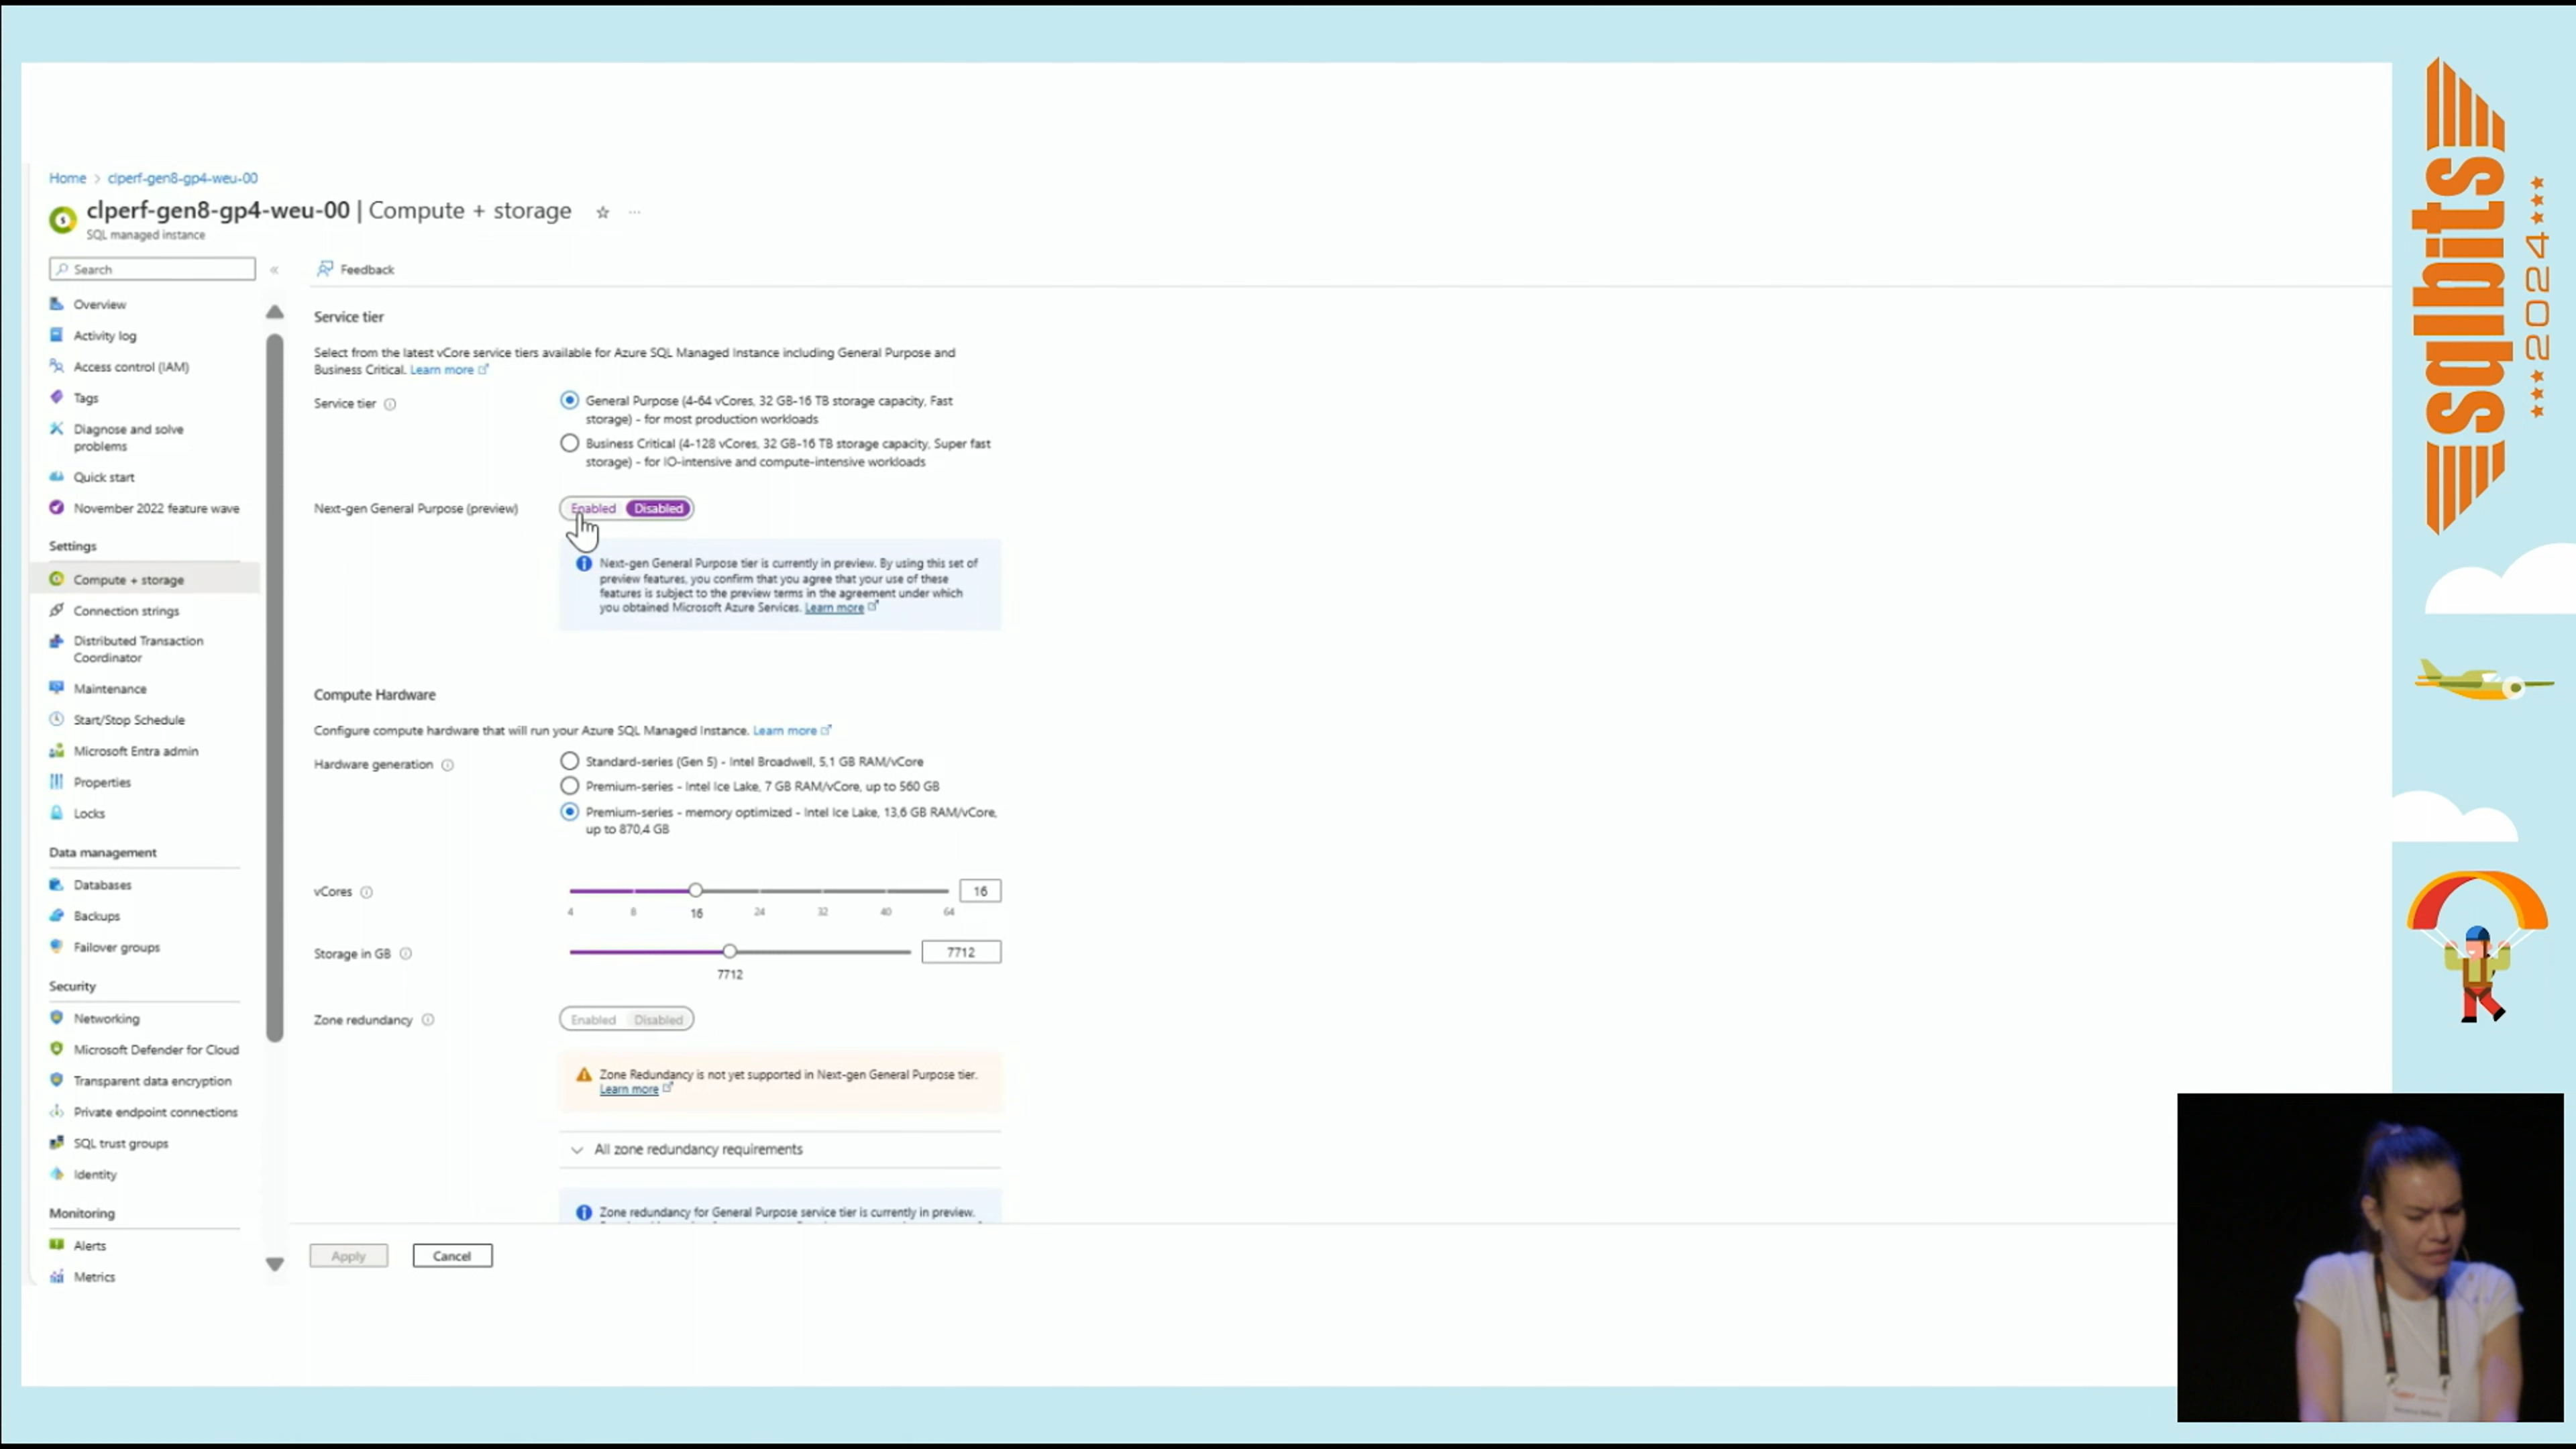 Home > clperf-gen8-gp4-weu-00
clperf-gen8-gp4-weu-00 | Compute + storage
SQL managed instance
Search
Overview
Activity log
Access control (IAM)
Tags
Diagnose and solve
problems
Quick start
November 2022 feature wave
Settings
Compute + storage
Connection strings
Distributed Transaction
Coordinator
Maintenance
Start/Stop Schedule
Microsoft Entra admin
Properties
Locks
Data management
Databases
Backups
Failover groups
Security
Networking
Microsoft Defender for Cloud
Transparent data encryption
Private endpoint connections
SQL trust groups
Identity
Monitoring
Alerts
Metrics
Feedback
Service tier
Select from the latest vCore service tiers available for Azure SQL Managed Instance including General Purpose and
Business Critical. Learn more
Service tier
General Purpose (4-64 vCores, 32 GB-16 TB storage capacity, Fast
storage) - for most production workloads
Business Critical (4-128 vCores, 32 GB-16 TB storage capacity, Super fast
storage) - for IO-intensive and compute-intensive workloads
Next-gen General Purpose (preview)
Enabled Disabled
Next-gen General Purpose tier is currently in preview. By using this set of
preview features, you confirm that you agree that your use of these
features is subject to the preview terms in the agreement under which
you obtained Microsoft Azure Services. Learn more
Compute Hardware
Configure compute hardware that will run your Azure SQL Managed Instance. Learn more
Hardware generation
Standard-series (Gen 5) - Intel Broadwell, 5,1 GB RAM/vCore
Premium-series - Intel Ice Lake, 7 GB RAM/vCore, up to 560 GB
Premium-series - memory optimized - Intel Ice Lake, 13,6 GB RAM/vCore,
up to 870,4 GB
vCores
16
4 8 16 24 32 40 64
Storage in GB
7712
7712
Zone redundancy
Enabled Disabled
Zone Redundancy is not yet supported in Next-gen General Purpose tier.
Learn more
All zone redundancy requirements
Zone redundancy for General Purpose service tier is currently in preview.
Apply Cancel
sqlbits
2024